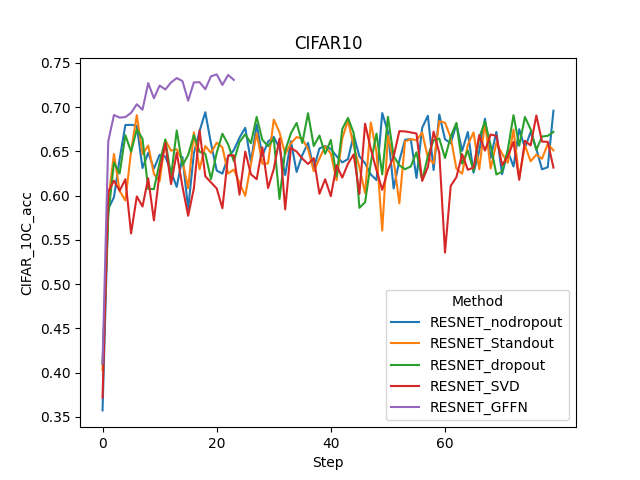 CIFAR10
CIFAR_10C_acc
0.75
0.70
0.65
0.60
0.55
0.50
0.45
0.40
0.35
0
20
40
60
Step
Method
RESNET_nodropout
RESNET_Standout
RESNET_dropout
RESNET_SVD
RESNET_GFFN